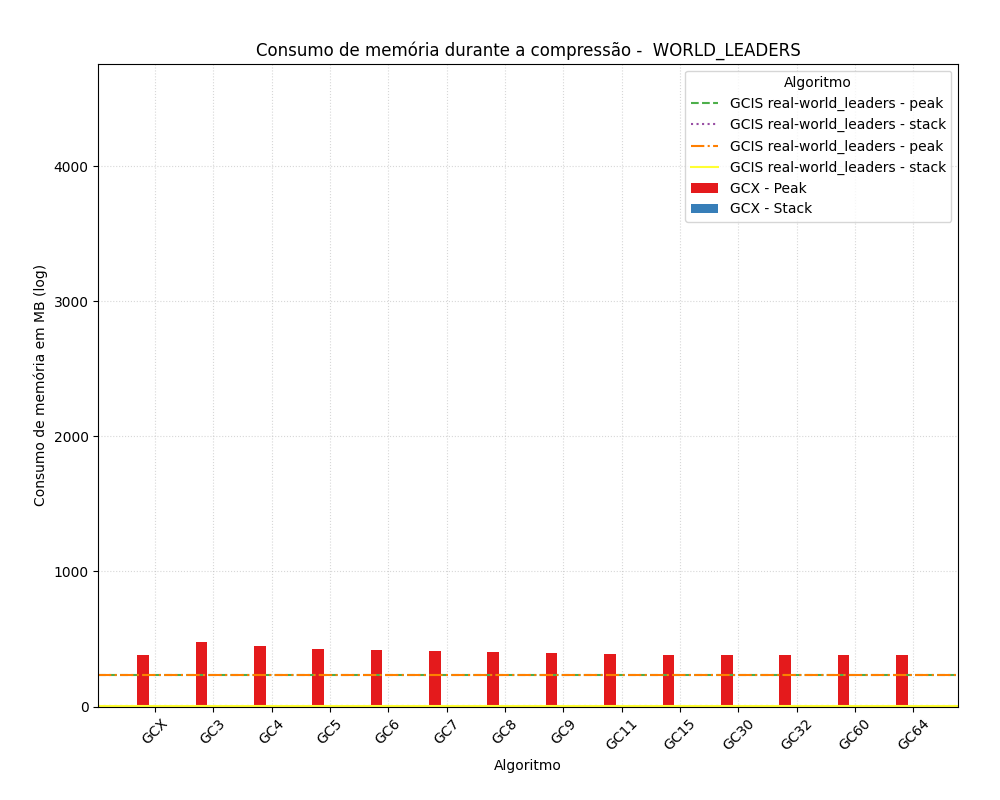 Consumo de memória durante a compressão -  WORLD_LEADERS
Algoritmo
GCIS real-world_leaders - peak
GCIS real-world_leaders - stack
GCIS real-world_leaders - peak
GCIS real-world_leaders - stack
GCX - Peak
GCX - Stack
Consumo de memória em MB (log)
4000
3000
2000
1000
0
GCX
GC3
GC4
GC5
GC6
GC7
GC8
GC9
GC11
GC15
GC30
GC32
GC60
GC64
Algoritmo